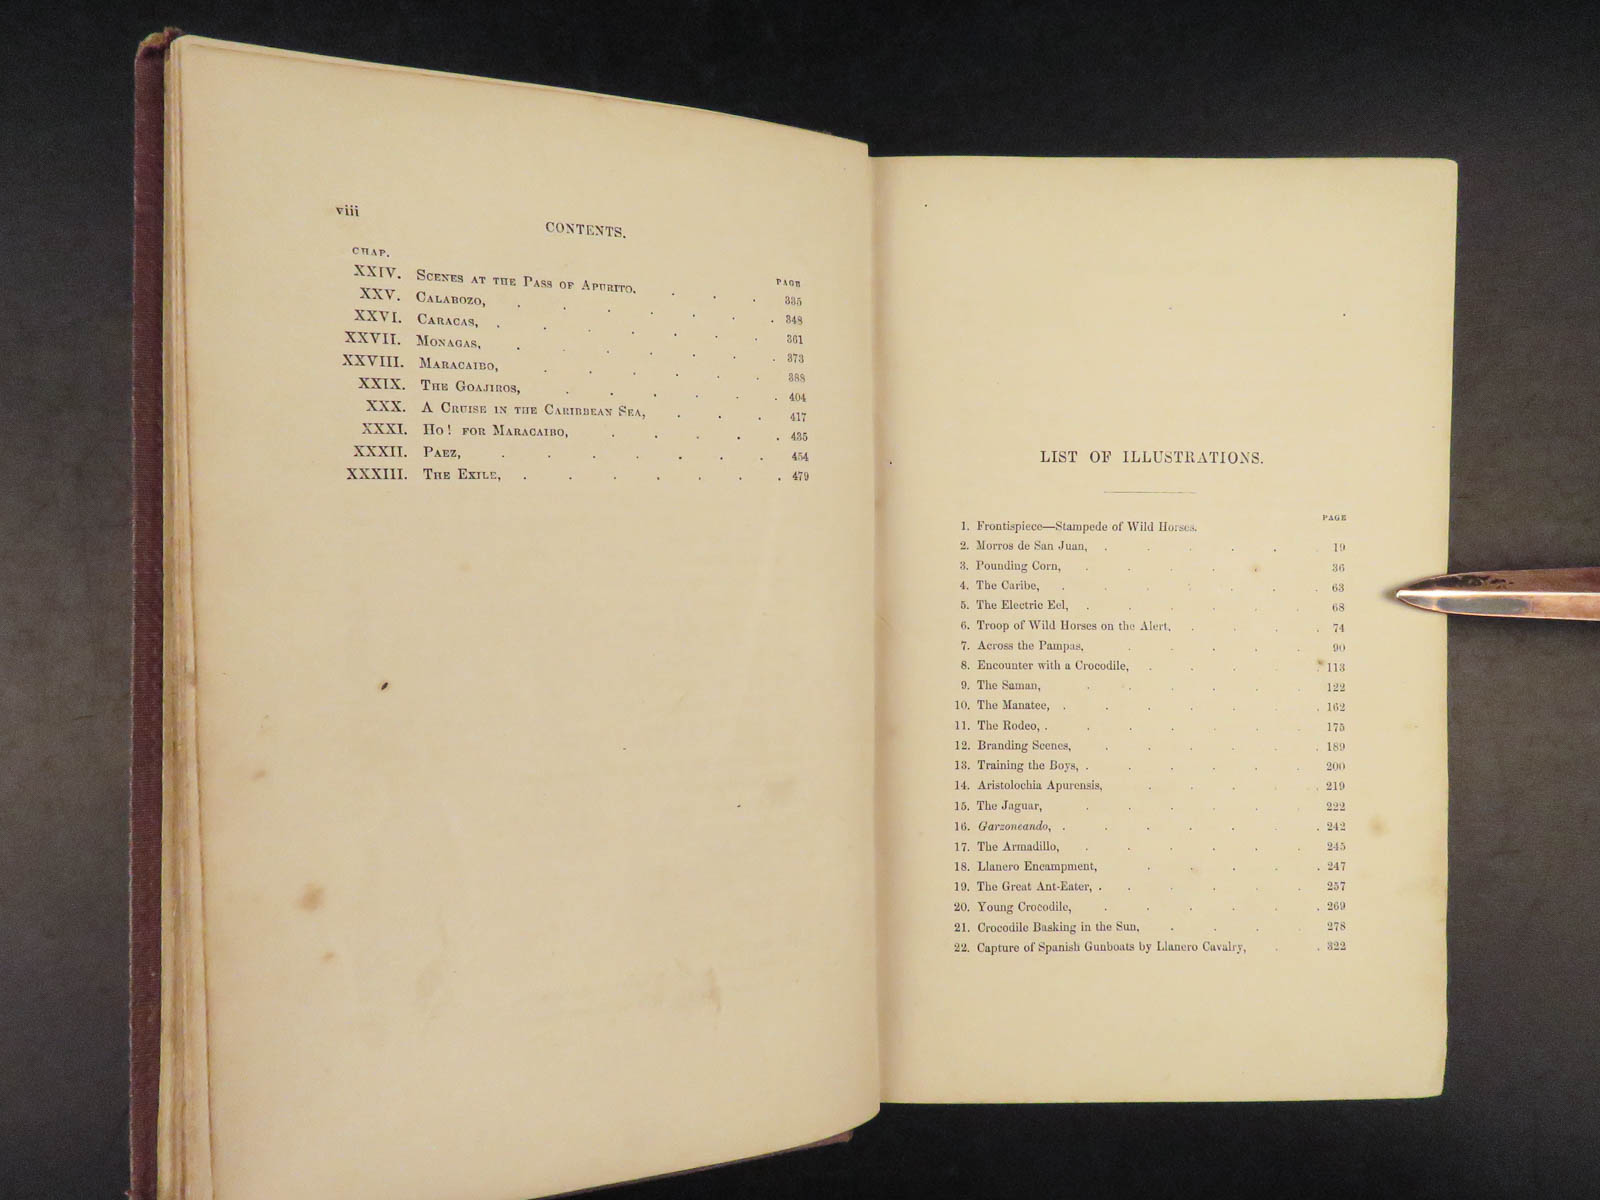 viii
CONTENTS.
CHAP. PAGE
XXIV. Scenes at the Pass of Apurito, . . . 335
XXV. Calabozo, . . . . . . . 348
XXVI. Caracas, . . . . . . . 361
XXVII. Monagas, . . . . . . . 373
XXVIII. Maracaibo, . . . . . . 388
XXIX. The Goajiros, . . . . . . 404
XXX. A Cruise in the Caribbean Sea, . . . 417
XXXI. Ho! for Maracaibo, . . . . . 435
XXXII. Paez, . . . . . . . 454
XXXIII. The Exile, . . . . . . . 479
LIST OF ILLUSTRATIONS.
PAGE
1. Frontispiece—Stampede of Wild Horses.
2. Morros de San Juan, . . . . . 19
3. Pounding Corn, . . . . . 36
4. The Caribe, . . . . . . . 63
5. The Electric Eel, . . . . . . 68
6. Troop of Wild Horses on the Alert, . . . . 74
7. Across the Pampas, . . . . . 90
8. Encounter with a Crocodile, . . . . . 113
9. The Saman, . . . . . . 122
10. The Manatee, . . . . . . . 162
11. The Rodeo, . . . . . . . 175
12. Branding Scenes, . . . . . . 189
13. Training the Boys, . . . . . . 200
14. Aristolochia Apurensis, . . . . . 219
15. The Jaguar, . . . . . . 222
16. Garzoneando, . . . . . . . 242
17. The Armadillo, . . . . . . 245
18. Llanero Encampment, . . . . . 247
19. The Great Ant-Eater, . . . . . . 257
20. Young Crocodile, . . . . . . 269
21. Crocodile Basking in the Sun, . . . . 278
22. Capture of Spanish Gunboats by Llanero Cavalry, . . 322